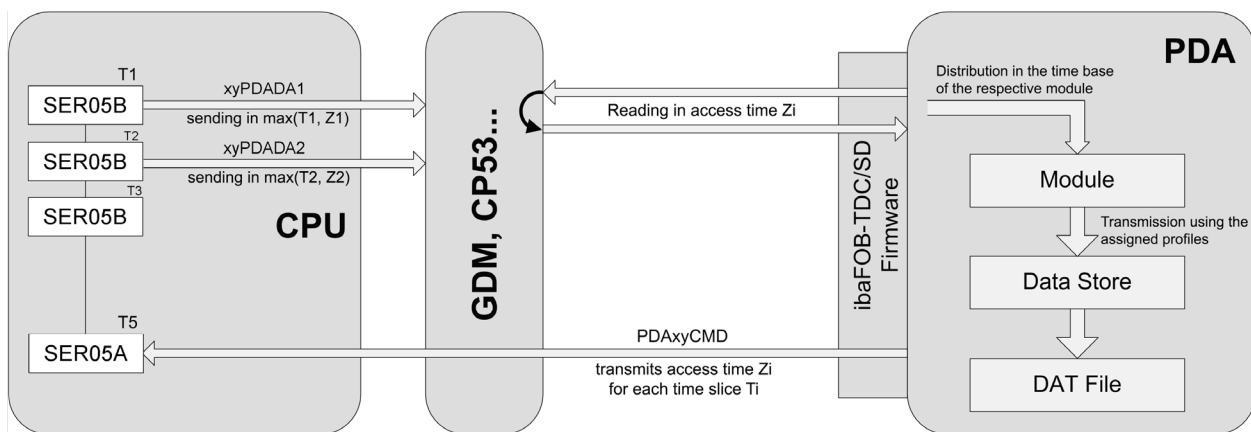 T1
SER05B
xyPDADA1
sending in max(T1, Z1)
T2
SER05B
xyPDADA2
sending in max(T2, Z2)
T3
SER05B
CPU
T5
SER05A
GDM, CP53...
Reading in access time Zi
PDAxyCMD
transmits access time Zi
for each time slice Ti
ibaFOB-TDC/SD
Firmware
PDA
Distribution in the time base
of the respective module
Module
Transmission using the
assigned profiles
Data Store
DAT File